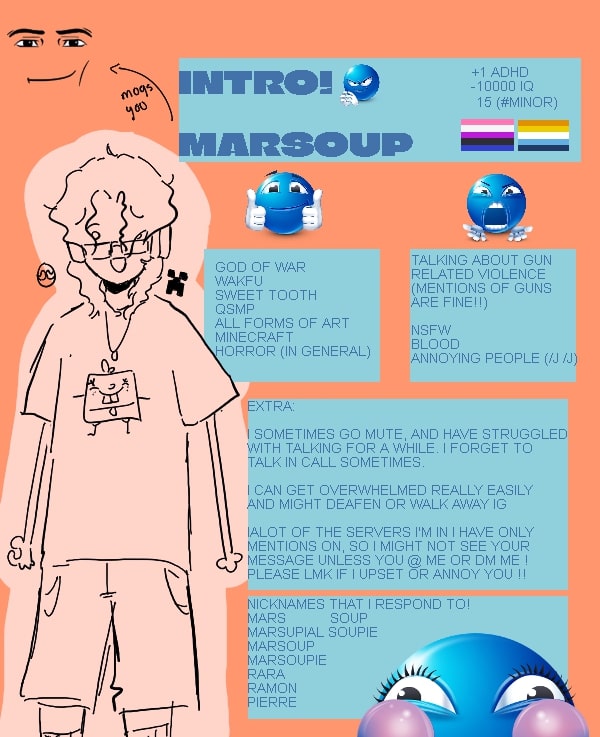 mogs
you
INTRO!
MARSOUP
+1 ADHD
-10000 IQ
15 (#MINOR)
GOD OF WAR
WAKFU
SWEET TOOTH
QSMP
ALL FORMS OF ART
MINECRAFT
HORROR (IN GENERAL)
TALKING ABOUT GUN
RELATED VIOLENCE
(MENTIONS OF GUNS
ARE FINE!!)
NSFW
BLOOD
ANNOYING PEOPLE (/J /J)
EXTRA:
I SOMETIMES GO MUTE, AND HAVE STRUGGLED
WITH TALKING FOR A WHILE. I FORGET TO
TALK IN CALL SOMETIMES.
I CAN GET OVERWHELMED REALLY EASILY
AND MIGHT DEAFEN OR WALK AWAY IG
IALOT OF THE SERVERS I'M IN I HAVE ONLY
MENTIONS ON, SO I MIGHT NOT SEE YOUR
MESSAGE UNLESS YOU @ ME OR DM ME !
PLEASE LMK IF I UPSET OR ANNOY YOU !!
NICKNAMES THAT I RESPOND TO!
MARS SOUP
MARSUPIAL SOUPIE
MARSOUP
MARSOUPIE
RARA
RAMON
PIERRE